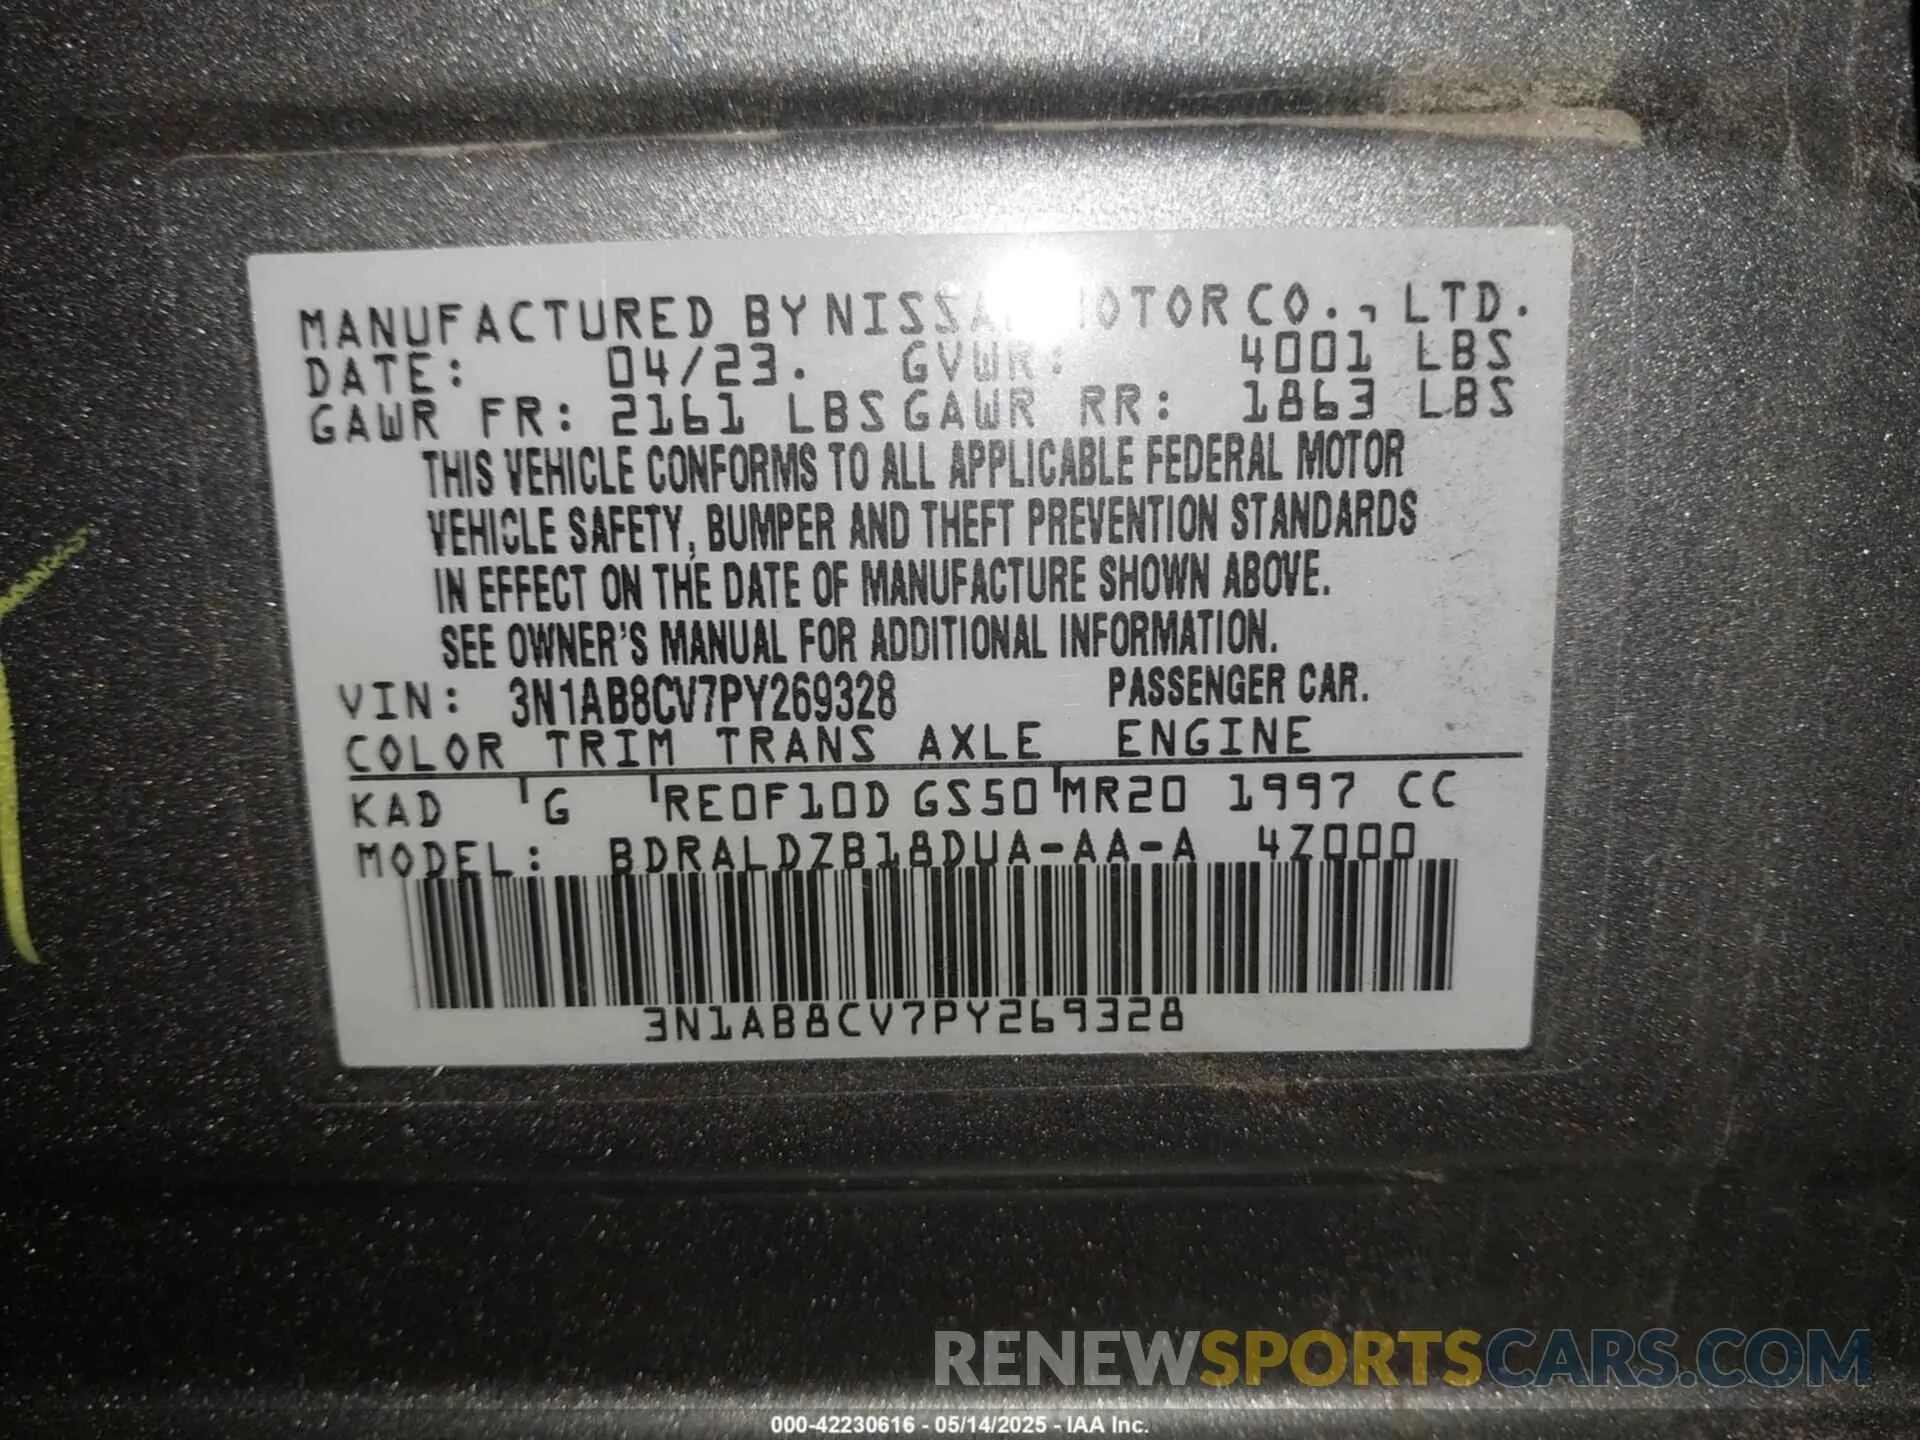 MANUFACTURED BY NISSAN MOTOR CO., LTD.
DATE: 04/23. GVWR: 4001 LBS
GAWR FR: 2161 LBS GAWR RR: 1863 LBS
THIS VEHICLE CONFORMS TO ALL APPLICABLE FEDERAL MOTOR
VEHICLE SAFETY, BUMPER AND THEFT PREVENTION STANDARDS
IN EFFECT ON THE DATE OF MANUFACTURE SHOWN ABOVE.
SEE OWNER'S MANUAL FOR ADDITIONAL INFORMATION.
VIN: 3N1AB8CV7PY269328 PASSENGER CAR.
COLOR TRIM TRANS AXLE ENGINE
KAD G RE0F10D GS50 MR20 1997 CC
MODEL: BDRALDZB18DUA-AA-A 4Z000
3N1AB8CV7PY269328
RENEWSPORTSCARS.COM
000-42230616 - 05/14/2025 - IAA Inc.